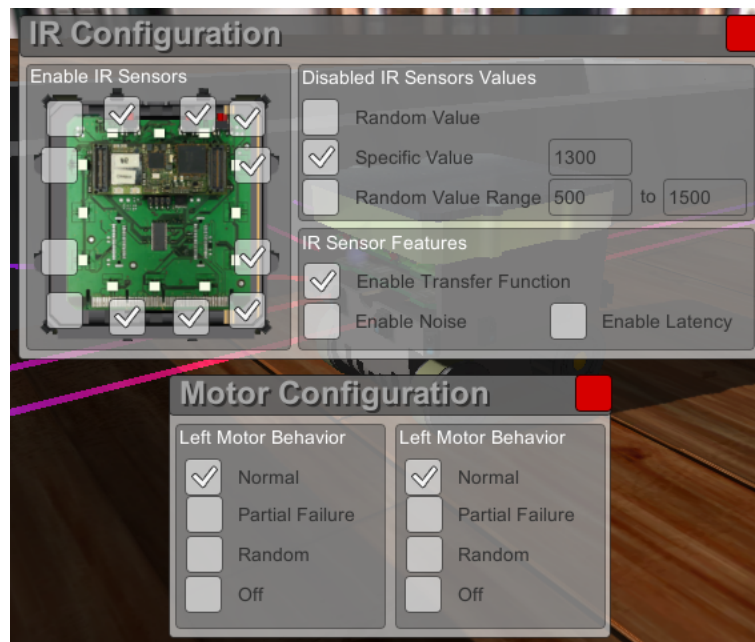 IR Configuration
Enable IR Sensors
Disabled IR Sensors Values
Random Value
Specific Value 1300
Random Value Range 500 to 1500
IR Sensor Features
Enable Transfer Function
Enable Noise Enable Latency
Motor Configuration
Left Motor Behavior Left Motor Behavior
Normal Normal
Partial Failure Partial Failure
Random Random
Off Off